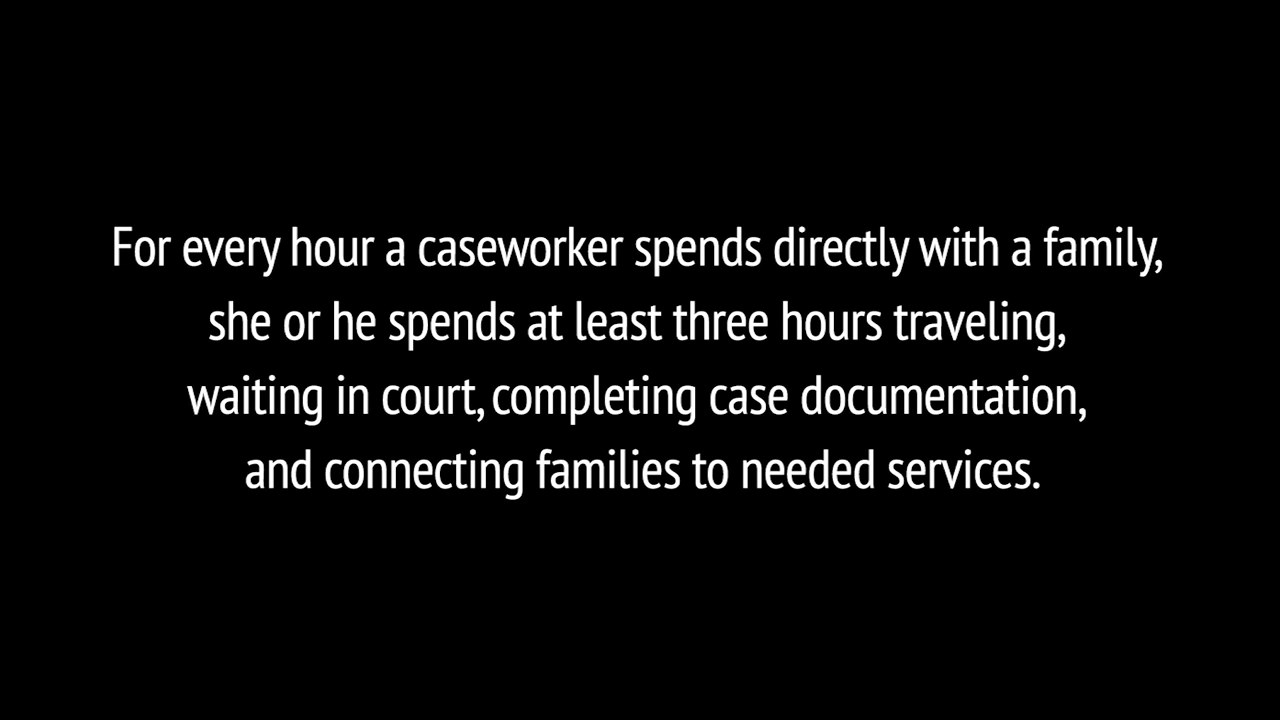 For every hour a caseworker spends directly with a family,
she or he spends at least three hours traveling,
waiting in court, completing case documentation,
and connecting families to needed services.